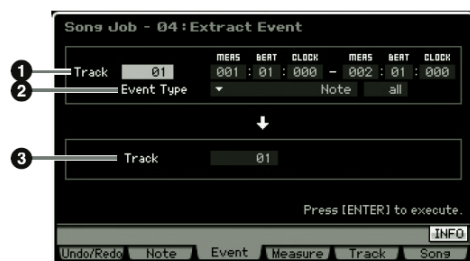 Song Job - 04:Extract Event
MEAS BEAT CLOCK MEAS BEAT CLOCK
1 Track 01 001 : 01 : 000 - 002 : 01 : 000
2 Event Type Note all
3 Track 01
Press [ENTER] to execute.
INFO
Undo/Redo Note Event Measure Track Song